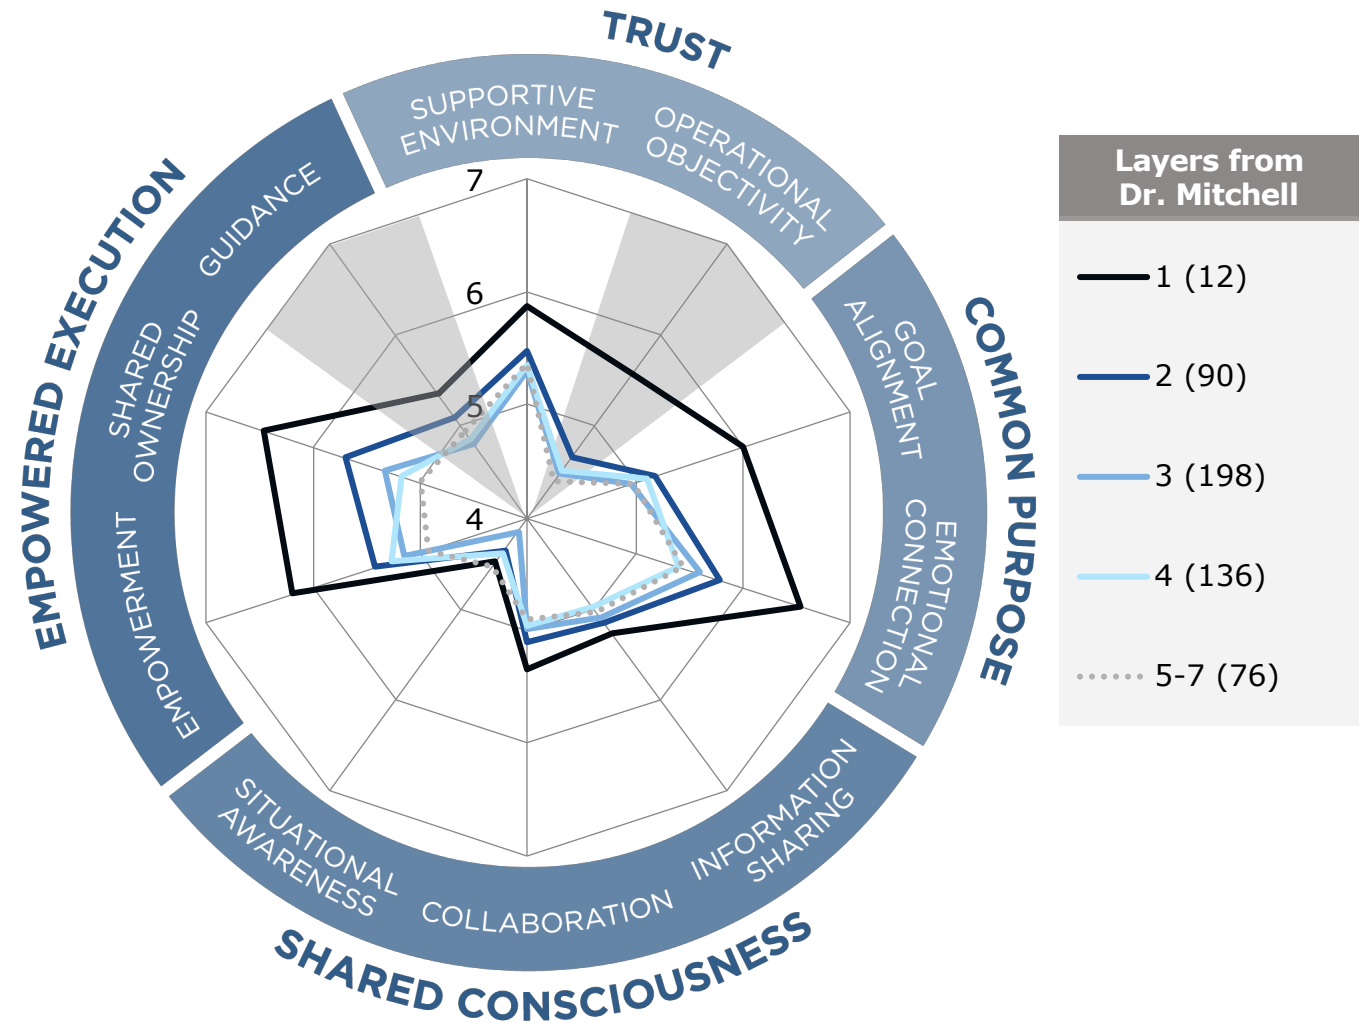 TRUST
SUPPORTIVE
ENVIRONMENT
OPERATIONAL
OBJECTIVITY
COMMON PURPOSE
GOAL
ALIGNMENT
EMOTIONAL
CONNECTION
SHARED CONSCIOUSNESS
INFORMATION
SHARING
COLLABORATION
SITUATIONAL
AWARENESS
EMPOWERED EXECUTION
EMPOWERMENT
SHARED
OWNERSHIP
GUIDANCE
7
6
5
4
Layers from
Dr. Mitchell
1 (12)
2 (90)
3 (198)
4 (136)
5-7 (76)